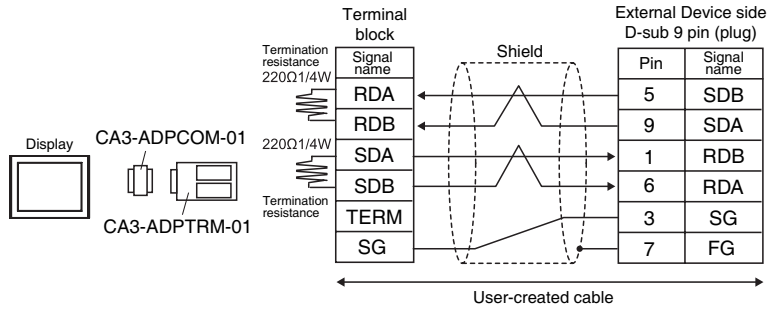 Terminal
block
External Device side
D-sub 9 pin (plug)
Termination
resistance
220Ω1/4W
Signal
name
Shield
Pin
Signal
name
RDA
5
SDB
RDB
9
SDA
Display
CA3-ADPCOM-01
220Ω1/4W
SDA
1
RDB
SDB
6
RDA
Termination
resistance
CA3-ADPTRM-01
TERM
3
SG
SG
7
FG
User-created cable